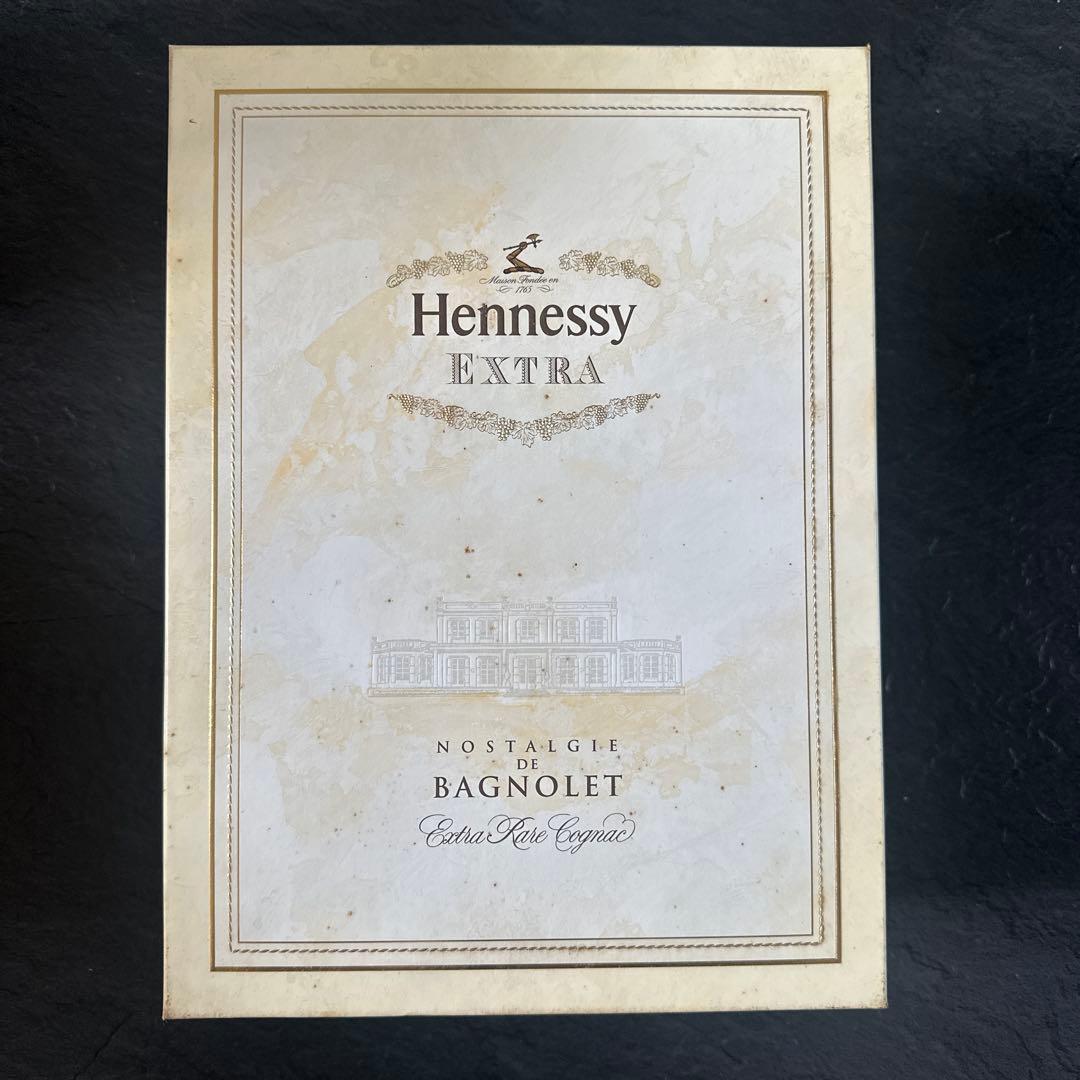 Maison Fondée en
1765
Hennessy
EXTRA
NOSTALGIE
DE
BAGNOLET
Extra Rare Cognac